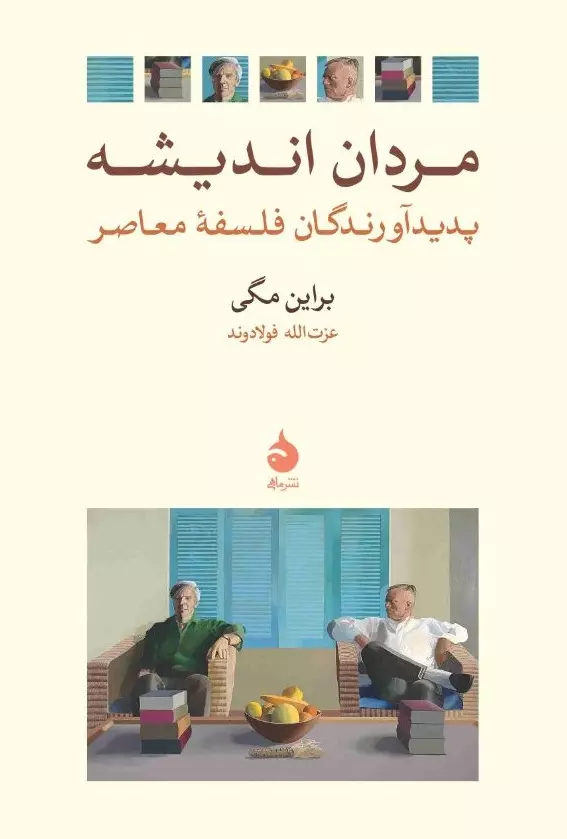 مردان اندیشه
پدیدآورندگان فلسفهٔ معاصر
براین مگی
عزت‌الله فولادوند
نشر ماهی